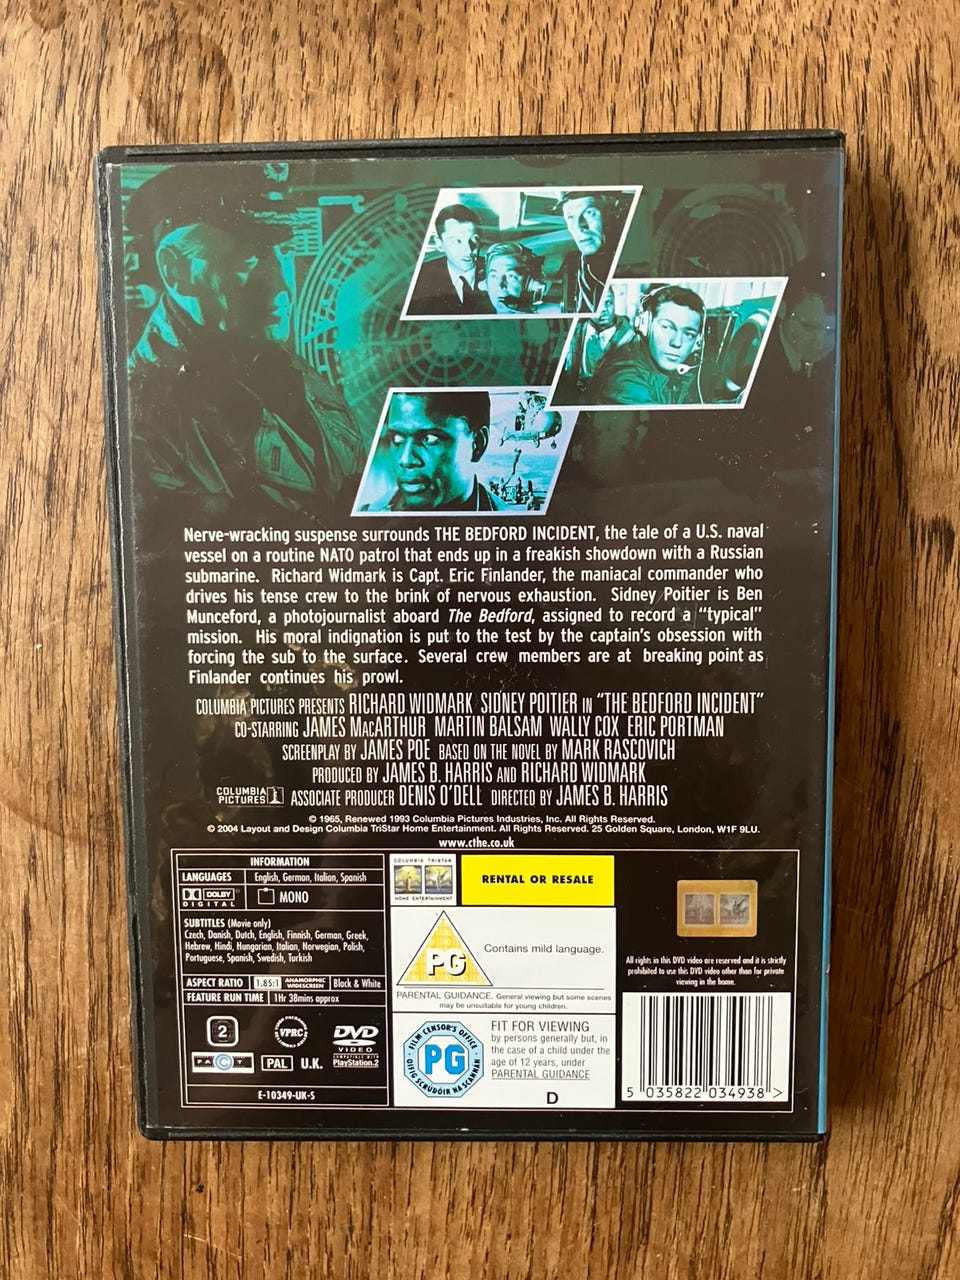 Nerve-wracking suspense surrounds THE BEDFORD INCIDENT, the tale of a U.S. naval
vessel on a routine NATO patrol that ends up in a freakish showdown with a Russian
submarine. Richard Widmark is Capt. Eric Finlander, the maniacal commander who
drives his tense crew to the brink of nervous exhaustion. Sidney Poitier is Ben
Munceford, a photojournalist aboard The Bedford, assigned to record a “typical”
mission. His moral indignation is put to the test by the captain's obsession with
forcing the sub to the surface. Several crew members are at breaking point as
Finlander continues his prowl.
COLUMBIA PICTURES PRESENTS RICHARD WIDMARK SIDNEY POITIER IN “THE BEDFORD INCIDENT”
CO-STARRING JAMES MacARTHUR MARTIN BALSAM WALLY COX ERIC PORTMAN
SCREENPLAY BY JAMES POE BASED ON THE NOVEL BY MARK RASCOVICH
PRODUCED BY JAMES B. HARRIS AND RICHARD WIDMARK
COLUMBIA PICTURES ASSOCIATE PRODUCER DENIS O'DELL DIRECTED BY JAMES B. HARRIS
© 1965, Renewed 1993 Columbia Pictures Industries, Inc. All Rights Reserved.
© 2004 Layout and Design Columbia TriStar Home Entertainment. All Rights Reserved. 25 Golden Square, London, W1F 9LU.
www.cthe.co.uk
INFORMATION
LANGUAGES English, German, Italian, Spanish
DOLBY DIGITAL MONO
SUBTITLES (Movie only)
Czech, Danish, Dutch, English, Finnish, German, Greek,
Hebrew, Hindi, Hungarian, Italian, Norwegian, Polish,
Portuguese, Spanish, Swedish, Turkish
ASPECT RATIO 1.85:1 ANAMORPHIC WIDESCREEN Black & White
FEATURE RUN TIME 1Hr 38mins approx
2 VPRC DVD VIDEO
FACT PAL U.K. COMPATIBLE WITH PlayStation.2
E-10349-UK-S
COLUMBIA TRISTAR
HOME ENTERTAINMENT
RENTAL OR RESALE
PG
Contains mild language.
PARENTAL GUIDANCE. General viewing but some scenes
may be unsuitable for young children.
FILM CENSOR'S OFFICE
PG
OIFIG SCRÚDÓIR NA SCANNÁN
FIT FOR VIEWING
by persons generally but, in
the case of a child under the
age of 12 years, under
PARENTAL GUIDANCE
D
All rights in this DVD video are reserved and it is strictly
prohibited to use this DVD video other than for private
viewing in the home.
5 035822 034938 >